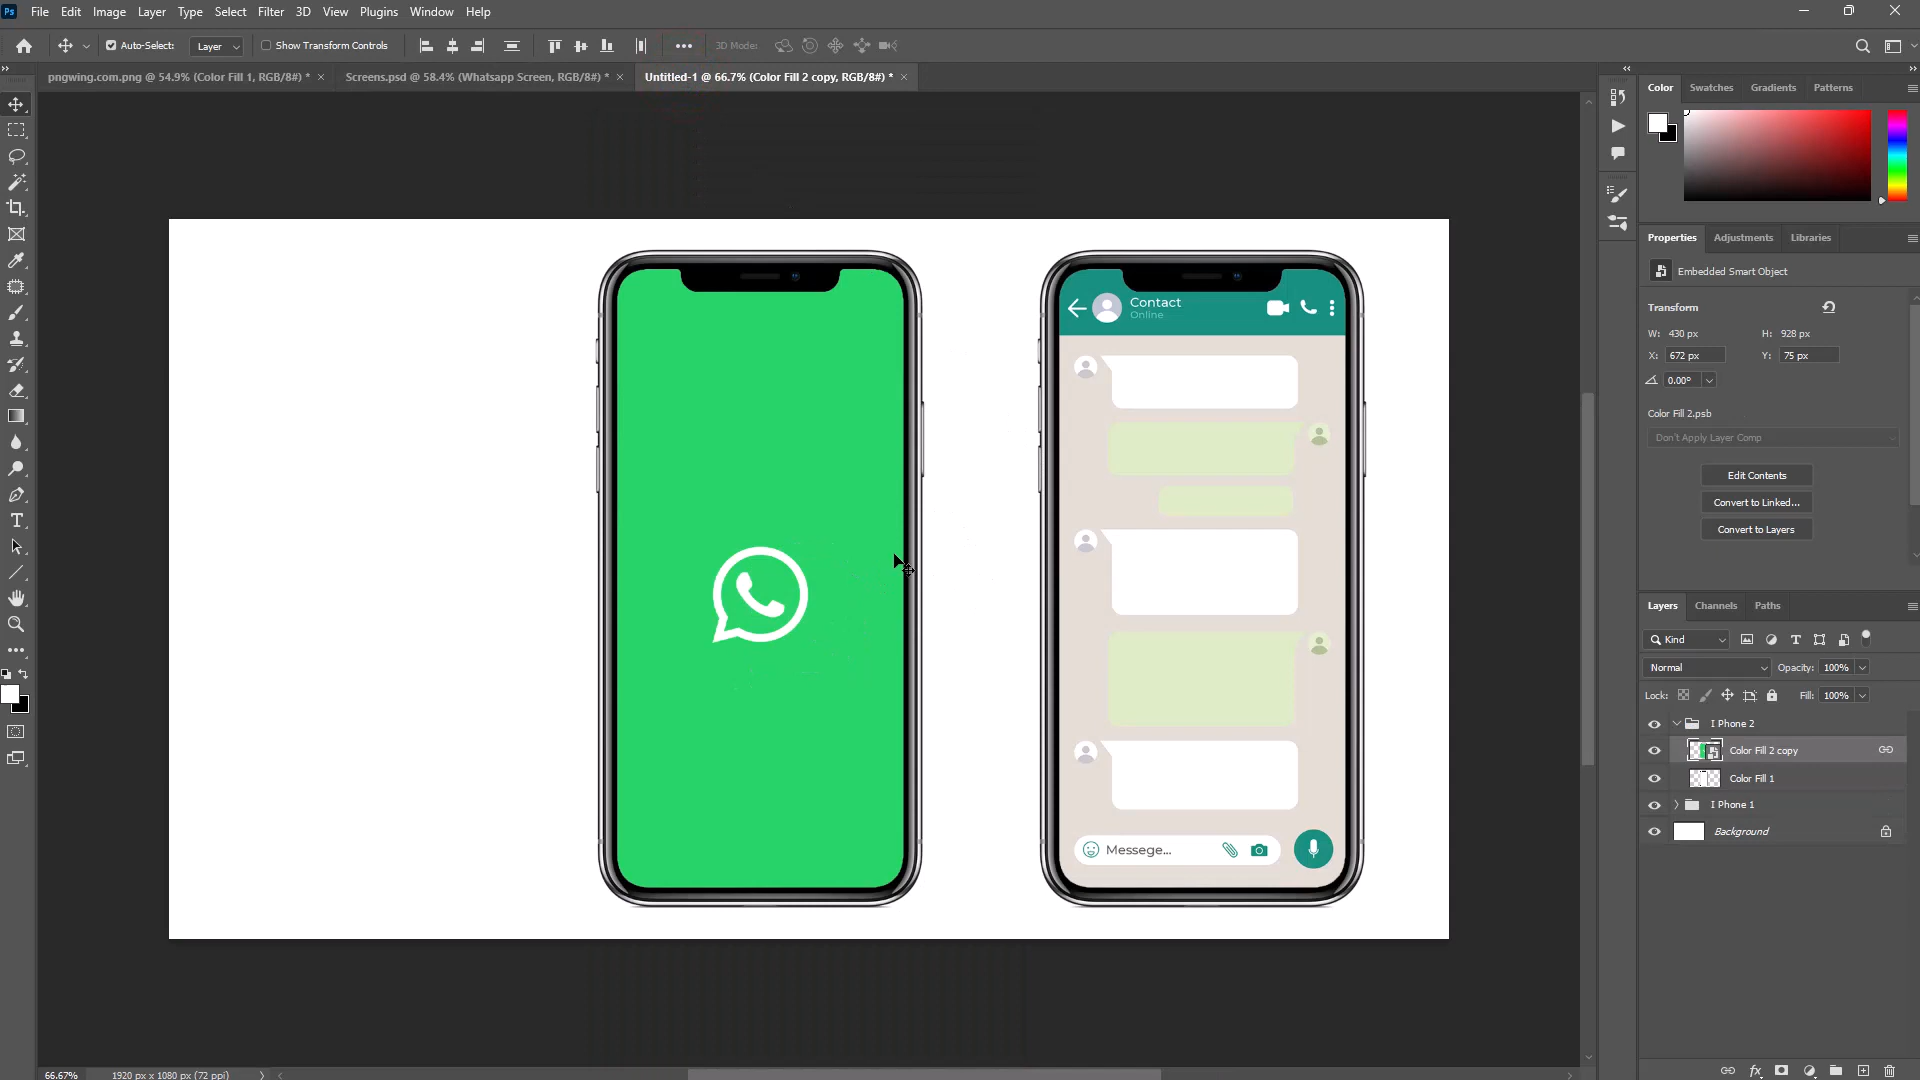 Ps File Edit Image Layer Type Select Filter 3D View Plugins Window Help
Auto-Select: Layer Show Transform Controls 3D Mode:
pngwing.com.png @ 54.9% (Color Fill 1, RGB/8#) * Screens.psd @ 58.4% (Whatsapp Screen, RGB/8#) * Untitled-1 @ 66.7% (Color Fill 2 copy, RGB/8#) *
Color Swatches Gradients Patterns
Properties Adjustments Libraries
Embedded Smart Object
Transform
W: 430 px H: 928 px
X: 672 px Y: 75 px
0.00°
Color Fill 2.psb
Don't Apply Layer Comp
Edit Contents
Convert to Linked...
Convert to Layers
Contact
Online
Messege...
Layers Channels Paths
Kind
Normal Opacity: 100%
Lock: Fill: 100%
I Phone 2
Color Fill 2 copy
Color Fill 1
I Phone 1
Background
fx
66.67% 1920 px x 1080 px (72 ppi)